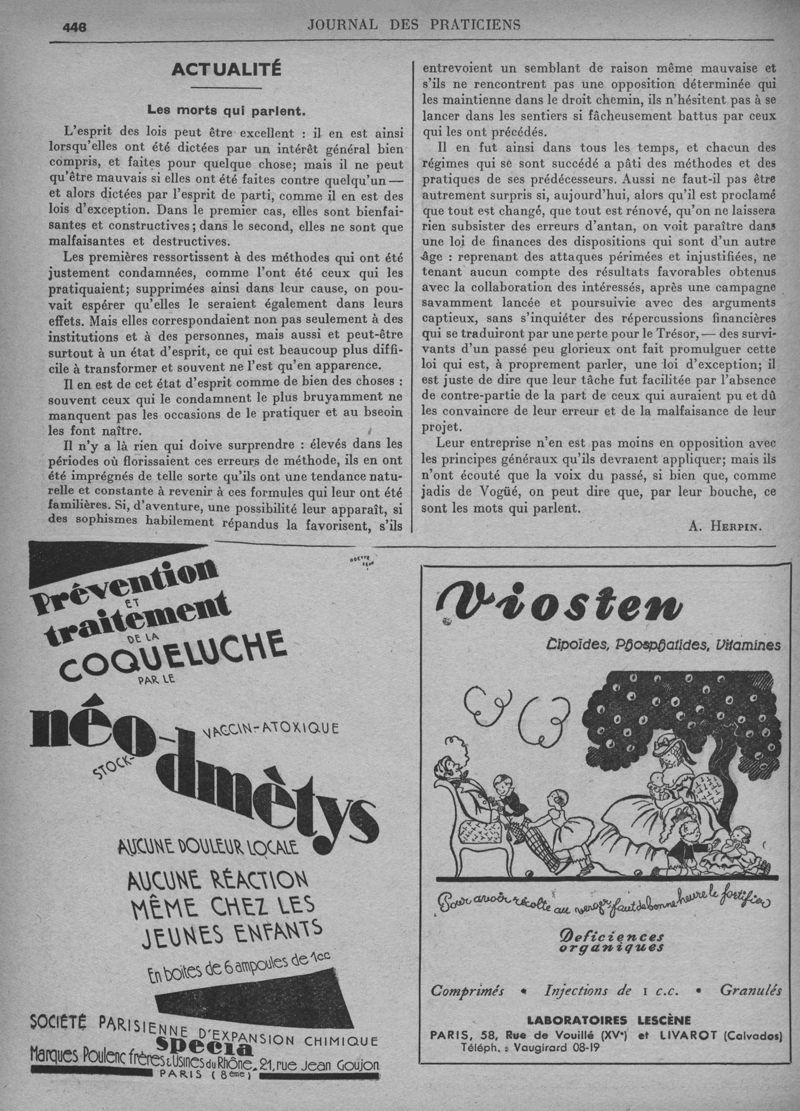 446
JOURNAL DES PRATICIENS
ACTUALITÉ
Les morts qui parlent.
L'esprit des lois peut être excellent : il en est ainsi
lorsqu'elles ont été dictées par un intérêt général bien
compris, et faites pour quelque chose; mais il ne peut
qu'être mauvais si elles ont été faites contre quelqu'un —
et alors dictées par l'esprit de parti, comme il en est des
lois d'exception. Dans le premier cas, elles sont bienfai-
santes et constructives; dans le second, elles ne sont que
malfaisantes et destructives.
Les premières ressortissent à des méthodes qui ont été
justement condamnées, comme l'ont été ceux qui les
pratiquaient; supprimées ainsi dans leur cause, on pou-
vait espérer qu'elles le seraient également dans leurs
effets. Mais elles correspondaient non pas seulement à des
institutions et à des personnes, mais aussi et peut-être
surtout à un état d'esprit, ce qui est beaucoup plus diffi-
cile à transformer et souvent ne l'est qu'en apparence.
Il en est de cet état d'esprit comme de bien des choses :
souvent ceux qui le condamnent le plus bruyamment ne
manquent pas les occasions de le pratiquer et au bseoin
les font naître.
Il n'y a là rien qui doive surprendre : élevés dans les
périodes où florissaient ces erreurs de méthode, ils en ont
été imprégnés de telle sorte qu'ils ont une tendance natu-
relle et constante à revenir à ces formules qui leur ont été
familières. Si, d'aventure, une possibilité leur apparaît, si
des sophismes habilement répandus la favorisent, s'ils
entrevoient un semblant de raison même mauvaise et
s'ils ne rencontrent pas une opposition déterminée qui
les maintienne dans le droit chemin, ils n'hésitent pas à se
lancer dans les sentiers si fâcheusement battus par ceux
qui les ont précédés.
Il en fut ainsi dans tous les temps, et chacun des
régimes qui se sont succédé a pâti des méthodes et des
pratiques de ses prédécesseurs. Aussi ne faut-il pas être
autrement surpris si, aujourd'hui, alors qu'il est proclamé
que tout est changé, que tout est rénové, qu'on ne laissera
rien subsister des erreurs d'antan, on voit paraître dans
une loi de finances des dispositions qui sont d'un autre
âge : reprenant des attaques périmées et injustifiées, ne
tenant aucun compte des résultats favorables obtenus
avec la collaboration des intéressés, après une campagne
savamment lancée et poursuivie avec des arguments
captieux, sans s'inquiéter des répercussions financières
qui se traduiront par une perte pour le Trésor, — des survi-
vants d'un passé peu glorieux ont fait promulguer cette
loi qui est, à proprement parler, une loi d'exception; il
est juste de dire que leur tâche fut facilitée par l'absence
de contre-partie de la part de ceux qui auraient pu et dû
les convaincre de leur erreur et de la malfaisance de leur
projet.
Leur entreprise n'en est pas moins en opposition avec
les principes généraux qu'ils devraient appliquer; mais ils
n'ont écouté que la voix du passé, si bien que, comme
jadis de Vogüé, on peut dire que, par leur bouche, ce
sont les mots qui parlent.
A. HERPIN.
Prévention
ET
traitement
DE LA
COQUELUCHE
PAR LE
néo-dmètys
VACCIN-ATOXIQUE
STOCK-
AUCUNE DOULEUR LOCALE
AUCUNE RÉACTION
MÊME CHEZ LES
JEUNES ENFANTS
En boîtes de 6 ampoules de 1cc
SOCIÉTÉ PARISIENNE D'EXPANSION CHIMIQUE
specia
Marques Poulenc frères & Usines du Rhône. 21, rue Jean Goujon
PARIS (8ème)
Viosten
Lipoïdes, Phosphatides, Vitamines
Pour avoir récolte au verger faut de bonne heure le fortifier
Deficiences
organiques
Comprimés • Injections de 1 c.c. • Granulés
LABORATOIRES LESCÈNE
PARIS, 58, Rue de Vouillé (XVe) et LIVAROT (Calvados)
Téléph. : Vaugirard 08-19